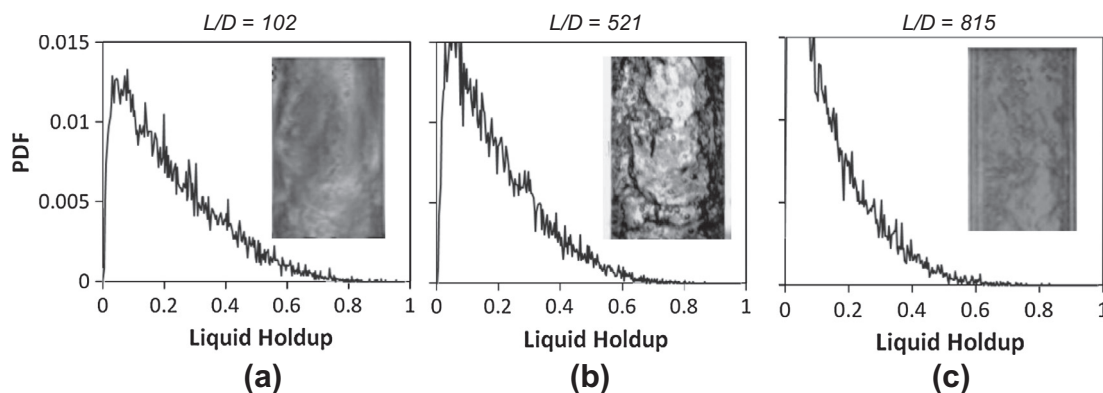 L/D = 102
L/D = 521
L/D = 815
PDF
0.015
0.01
0.005
0
0 0.2 0.4 0.6 0.8 1
0 0.2 0.4 0.6 0.8 1
0 0.2 0.4 0.6 0.8 1
Liquid Holdup
Liquid Holdup
Liquid Holdup
(a)
(b)
(c)